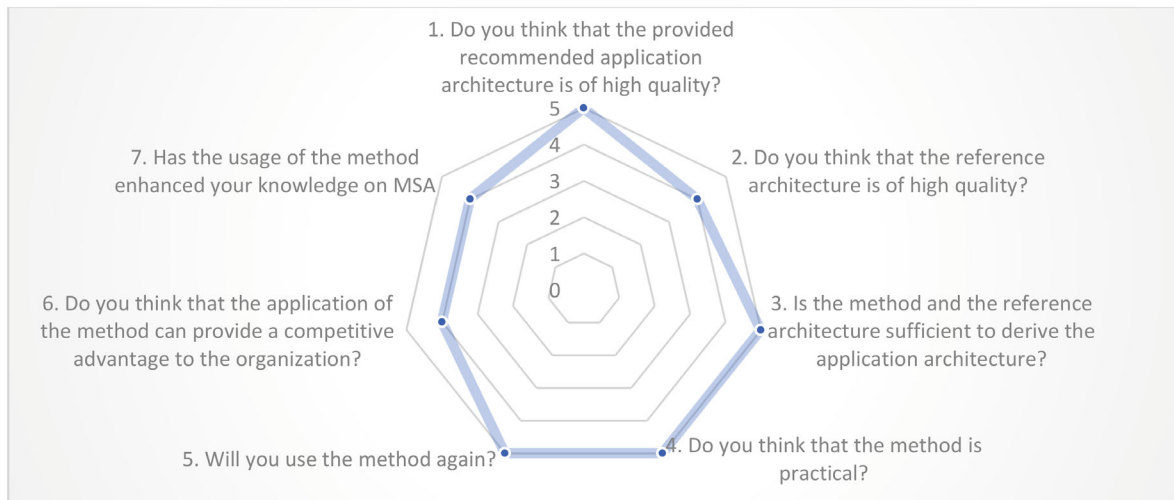 1. Do you think that the provided
recommended application
architecture is of high quality?
5
4
3
2
1
0
2. Do you think that the reference
architecture is of high quality?
3. Is the method and the reference
architecture sufficient to derive the
application architecture?
4. Do you think that the method is
practical?
5. Will you use the method again?
6. Do you think that the application of
the method can provide a competitive
advantage to the organization?
7. Has the usage of the method
enhanced your knowledge on MSA